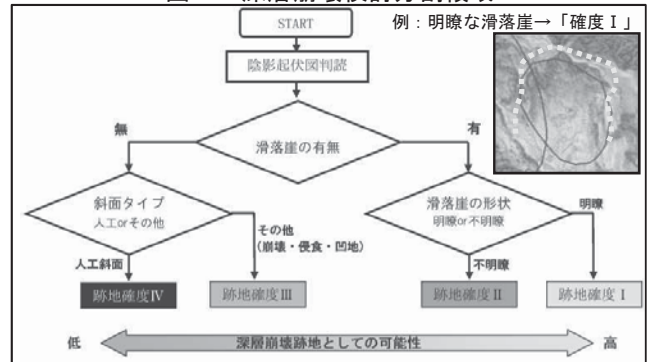 START
例：明瞭な滑落崖→「確度Ⅰ」
陰影起伏図判読
無
有
滑落崖の有無
斜面タイプ
人工orその他
滑落崖の形状
明瞭or不明瞭
明瞭
その他
（崩壊・侵食・凹地）
人工斜面
不明瞭
跡地確度Ⅳ
跡地確度Ⅲ
跡地確度Ⅱ
跡地確度Ⅰ
低
深層崩壊跡地としての可能性
高